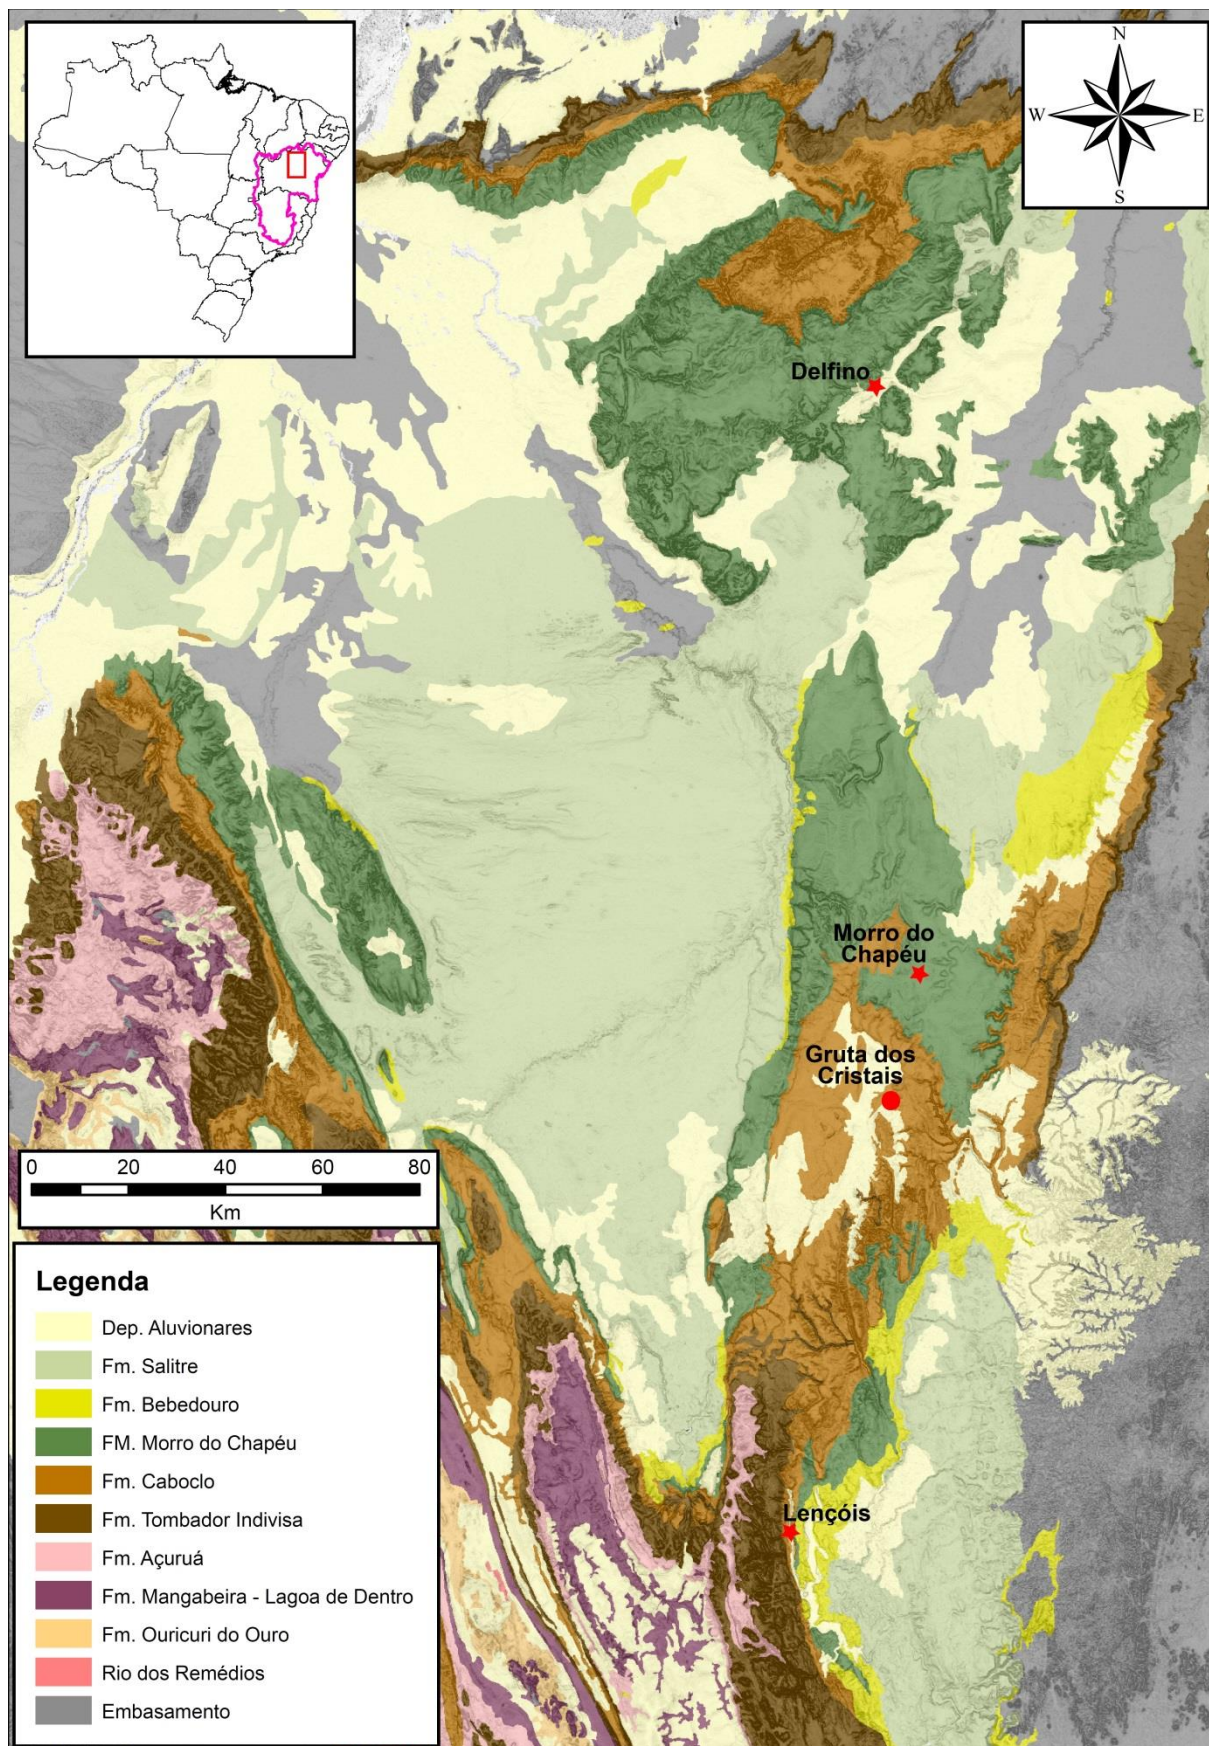 N
W
E
S
Delfino
Morro do
Chapéu
Gruta dos
Cristais
0 20 40 60 80
Km
Lençóis
Legenda
Dep. Aluvionares
Fm. Salitre
Fm. Bebedouro
FM. Morro do Chapéu
Fm. Caboclo
Fm. Tombador Indivisa
Fm. Açuruá
Fm. Mangabeira - Lagoa de Dentro
Fm. Ouricuri do Ouro
Rio dos Remédios
Embasamento